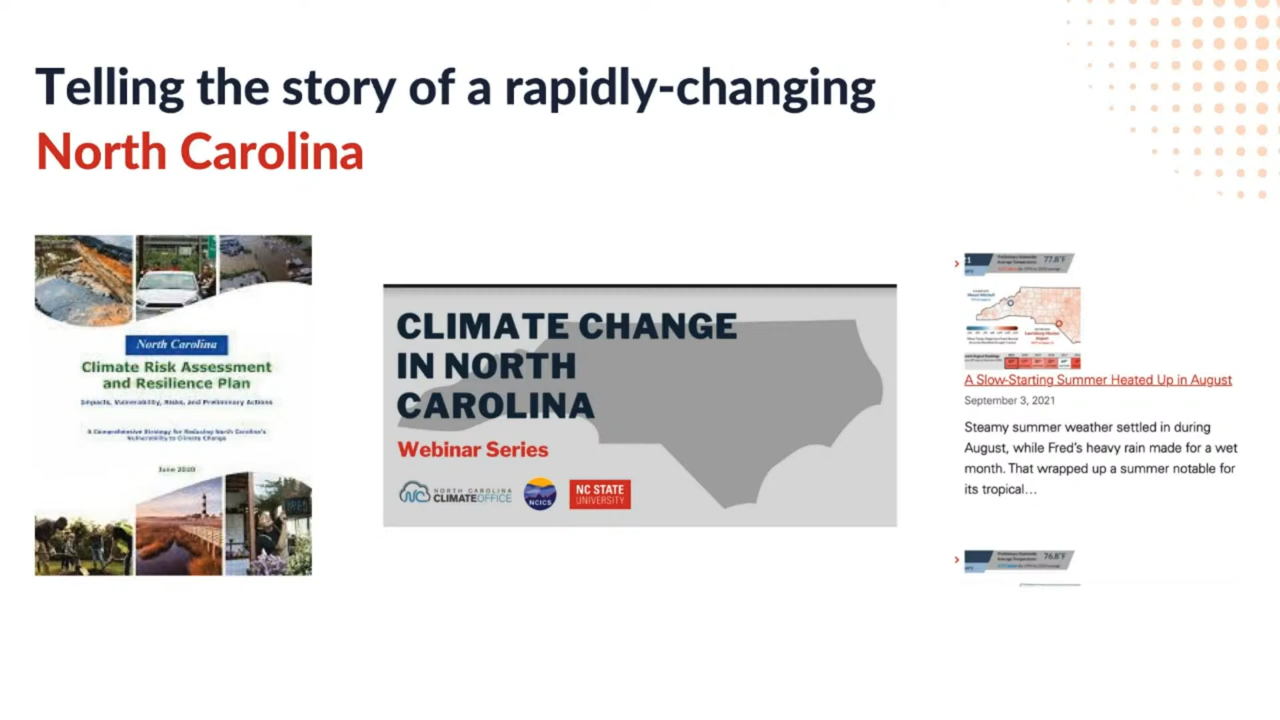 Telling the story of a rapidly-changing
North Carolina
North Carolina
Climate Risk Assessment
and Resilience Plan
Impacts, Vulnerability, Risks, and Preliminary Actions
A Comprehensive Strategy for Reducing North Carolina's
Vulnerability to Climate Change
June 2020
CLIMATE CHANGE
IN NORTH
CAROLINA
Webinar Series
NORTH CAROLINA
CLIMATEOFFICE
NC
NCICS
NC STATE
UNIVERSITY
77.8°F
A Slow-Starting Summer Heated Up in August
September 3, 2021
Steamy summer weather settled in during
August, while Fred's heavy rain made for a wet
month. That wrapped up a summer notable for
its tropical…
76.8°F